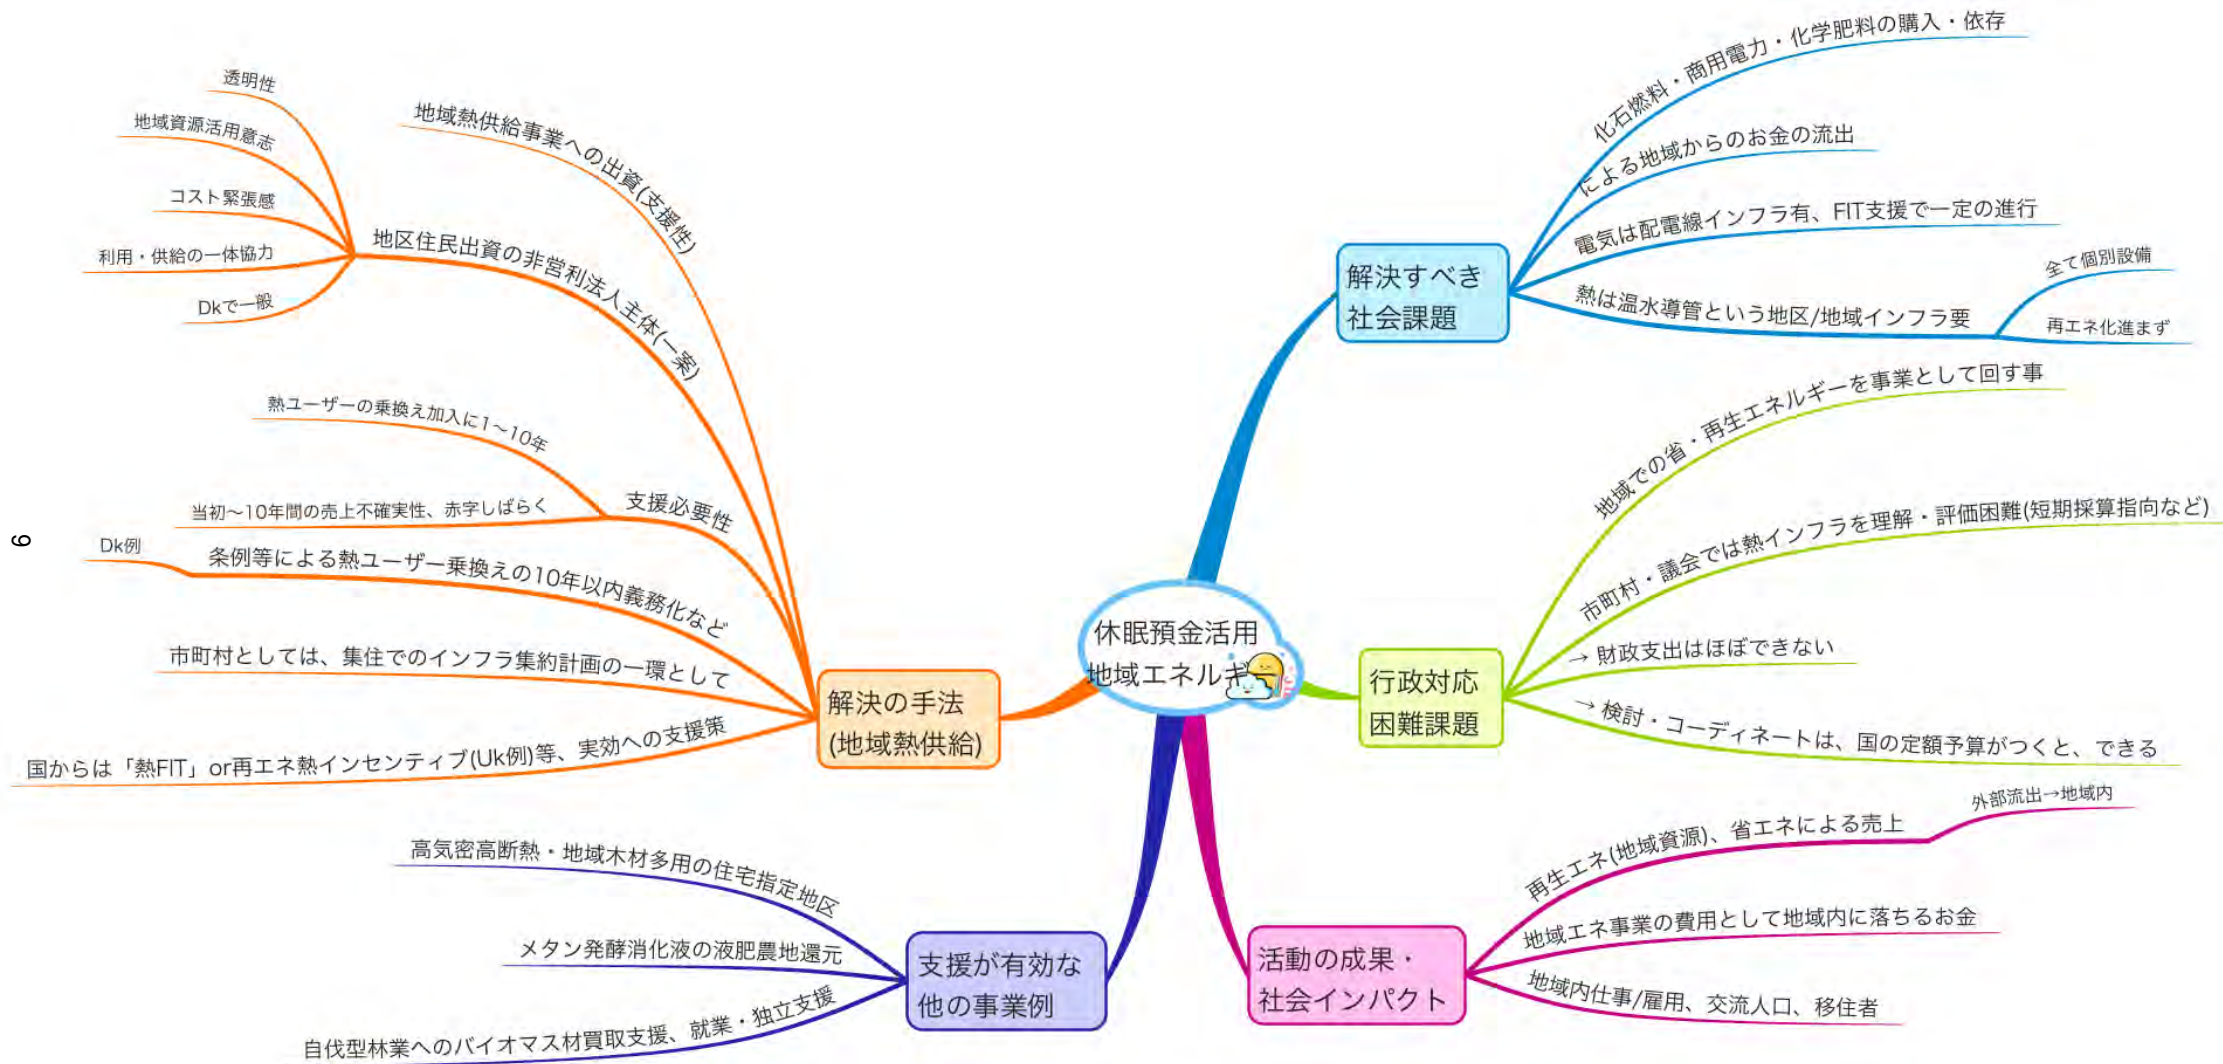 休眠預金活用
地域エネルギ
解決すべき
社会課題
化石燃料・商用電力・化学肥料の購入・依存
による地域からのお金の流出
電気は配電線インフラ有、FIT支援で一定の進行
熱は温水導管という地区/地域インフラ要
全て個別設備
再エネ化進まず
行政対応
困難課題
地域での省・再生エネルギーを事業として回す事
市町村・議会では熱インフラを理解・評価困難(短期採算指向など)
→ 財政支出はほぼできない
→ 検討・コーディネートは、国の定額予算がつくと、できる
活動の成果・
社会インパクト
再生エネ(地域資源)、省エネによる売上
外部流出→地域内
地域エネ事業の費用として地域内に落ちるお金
地域内仕事/雇用、交流人口、移住者
解決の手法
(地域熱供給)
地域熱供給事業への出資(支援性)
地区住民出資の非営利法人主体(一案)
透明性
地域資源活用意志
コスト緊張感
利用・供給の一体協力
Dkで一般
支援必要性
熱ユーザーの乗換え加入に1〜10年
当初〜10年間の売上不確実性、赤字しばらく
条例等による熱ユーザー乗換えの10年以内義務化など
Dk例
市町村としては、集住でのインフラ集約計画の一環として
国からは「熱FIT」or再エネ熱インセンティブ(Uk例)等、実効への支援策
支援が有効な
他の事業例
高気密高断熱・地域木材多用の住宅指定地区
メタン発酵消化液の液肥農地還元
自伐型林業へのバイオマス材買取支援、就業・独立支援
6